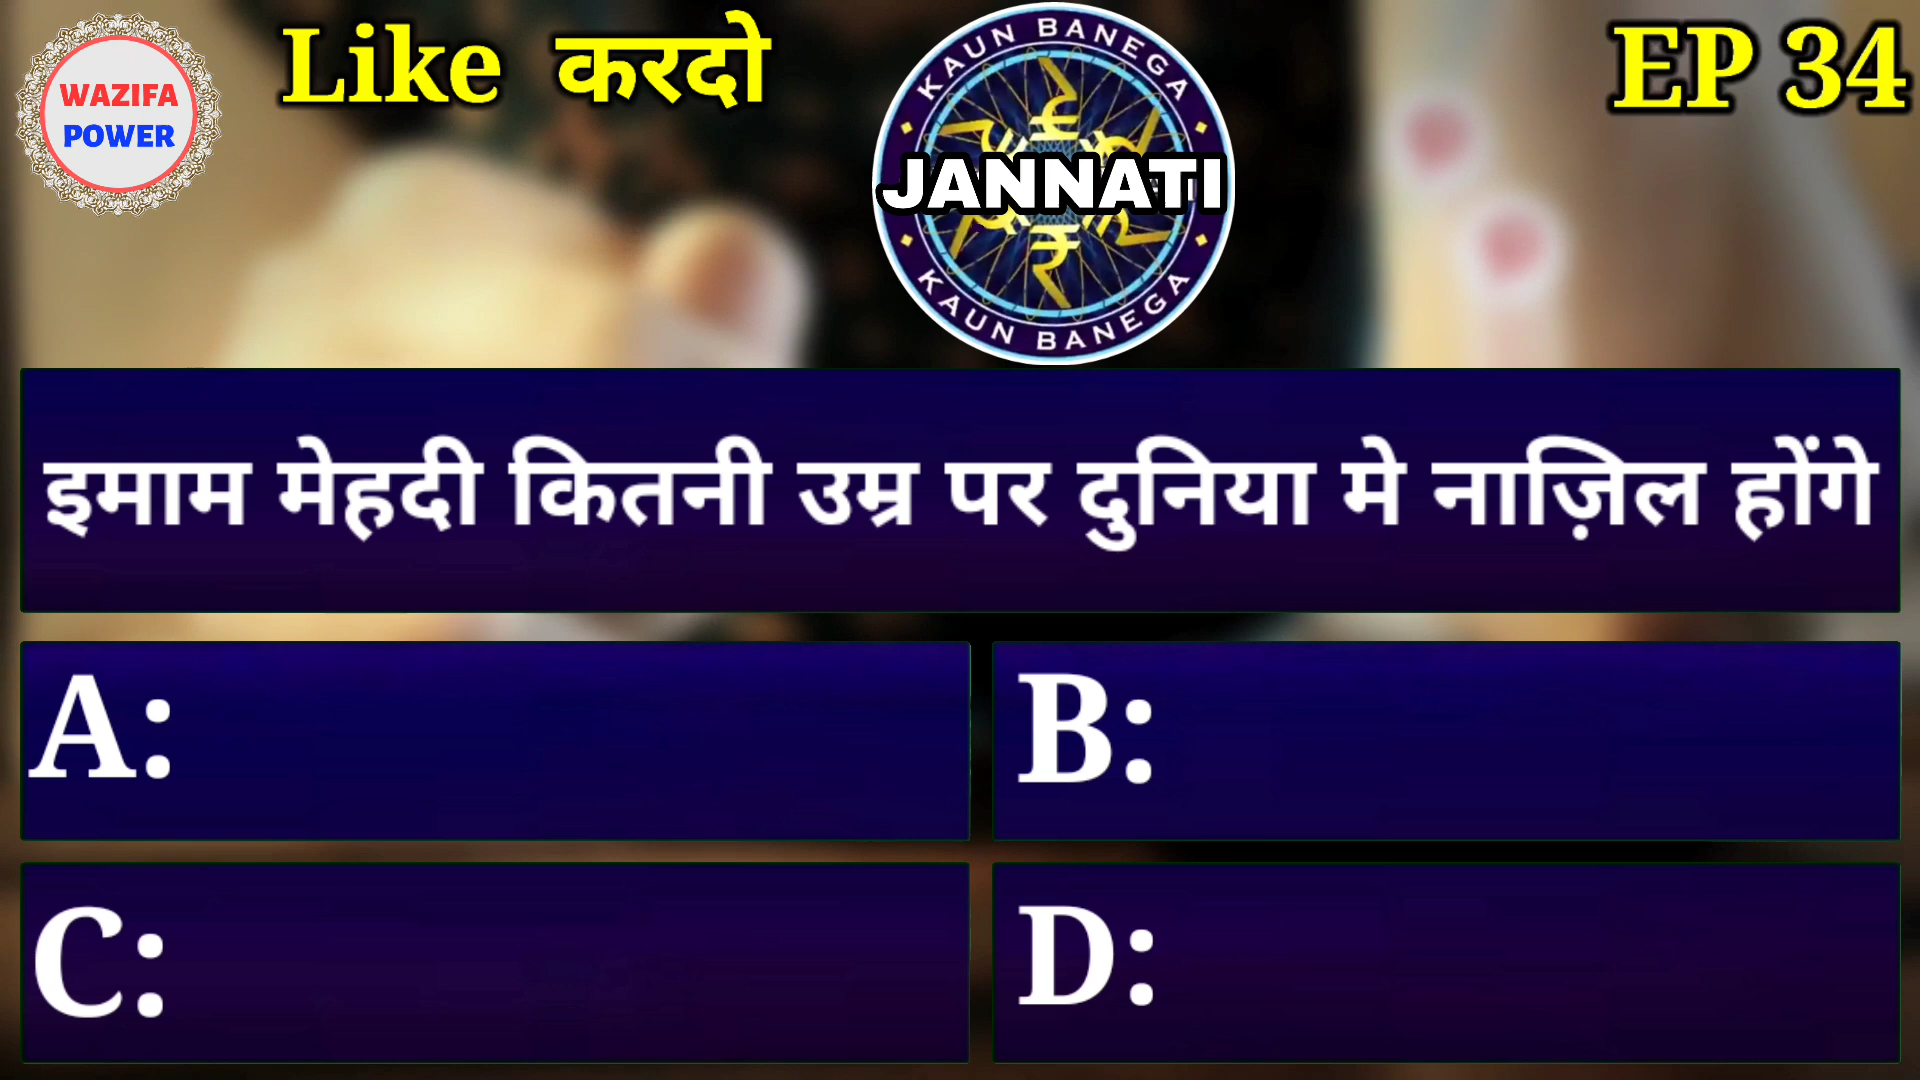 WAZIFA
POWER
Like करदो
KAUN BANEGA
JANNATI
KAUN BANEGA
EP 34
इमाम मेहदी कितनी उम्र पर दुनिया मे नाज़िल होंगे
A:
B:
C:
D: